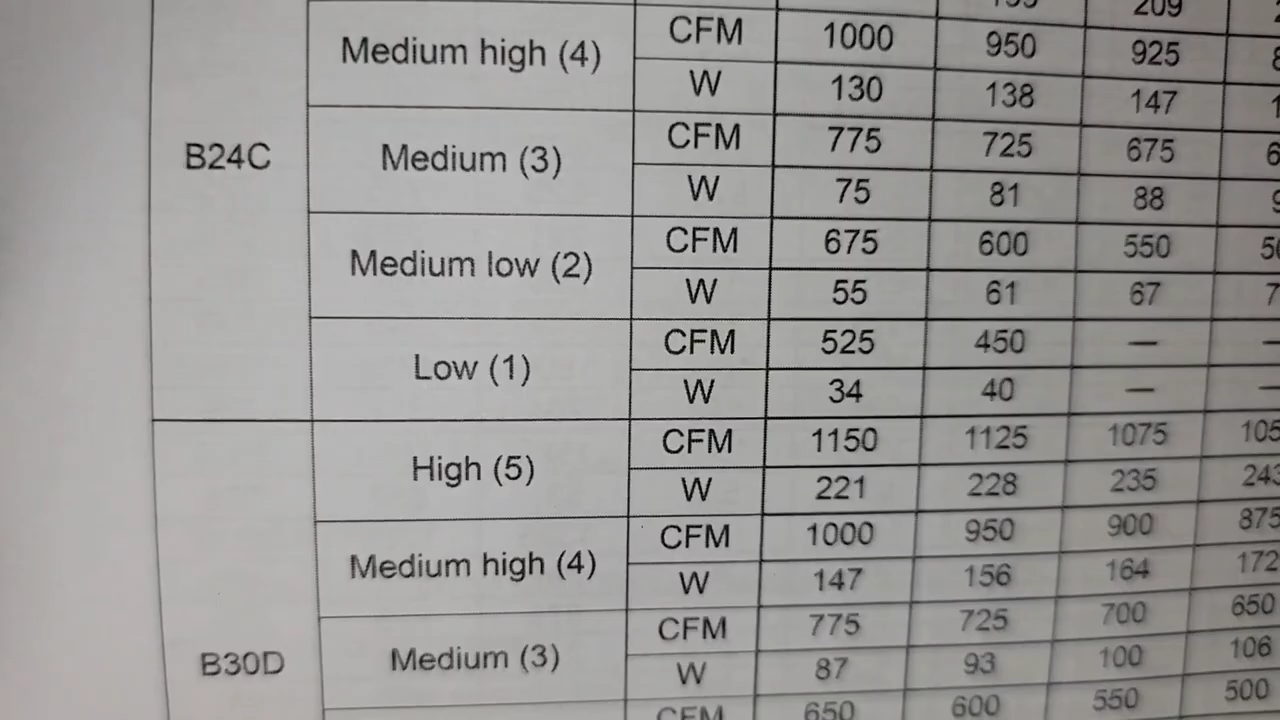 209
Medium high (4) CFM 1000 950 925
W 130 138 147
B24C Medium (3) CFM 775 725 675
W 75 81 88
Medium low (2) CFM 675 600 550
W 55 61 67
Low (1) CFM 525 450 — —
W 34 40 — —
High (5) CFM 1150 1125 1075
W 221 228 235 243
Medium high (4) CFM 1000 950 900 875
W 147 156 164 172
CFM 775 725 700 650
B30D Medium (3) W 87 93 100 106
CFM 650 600 550 500